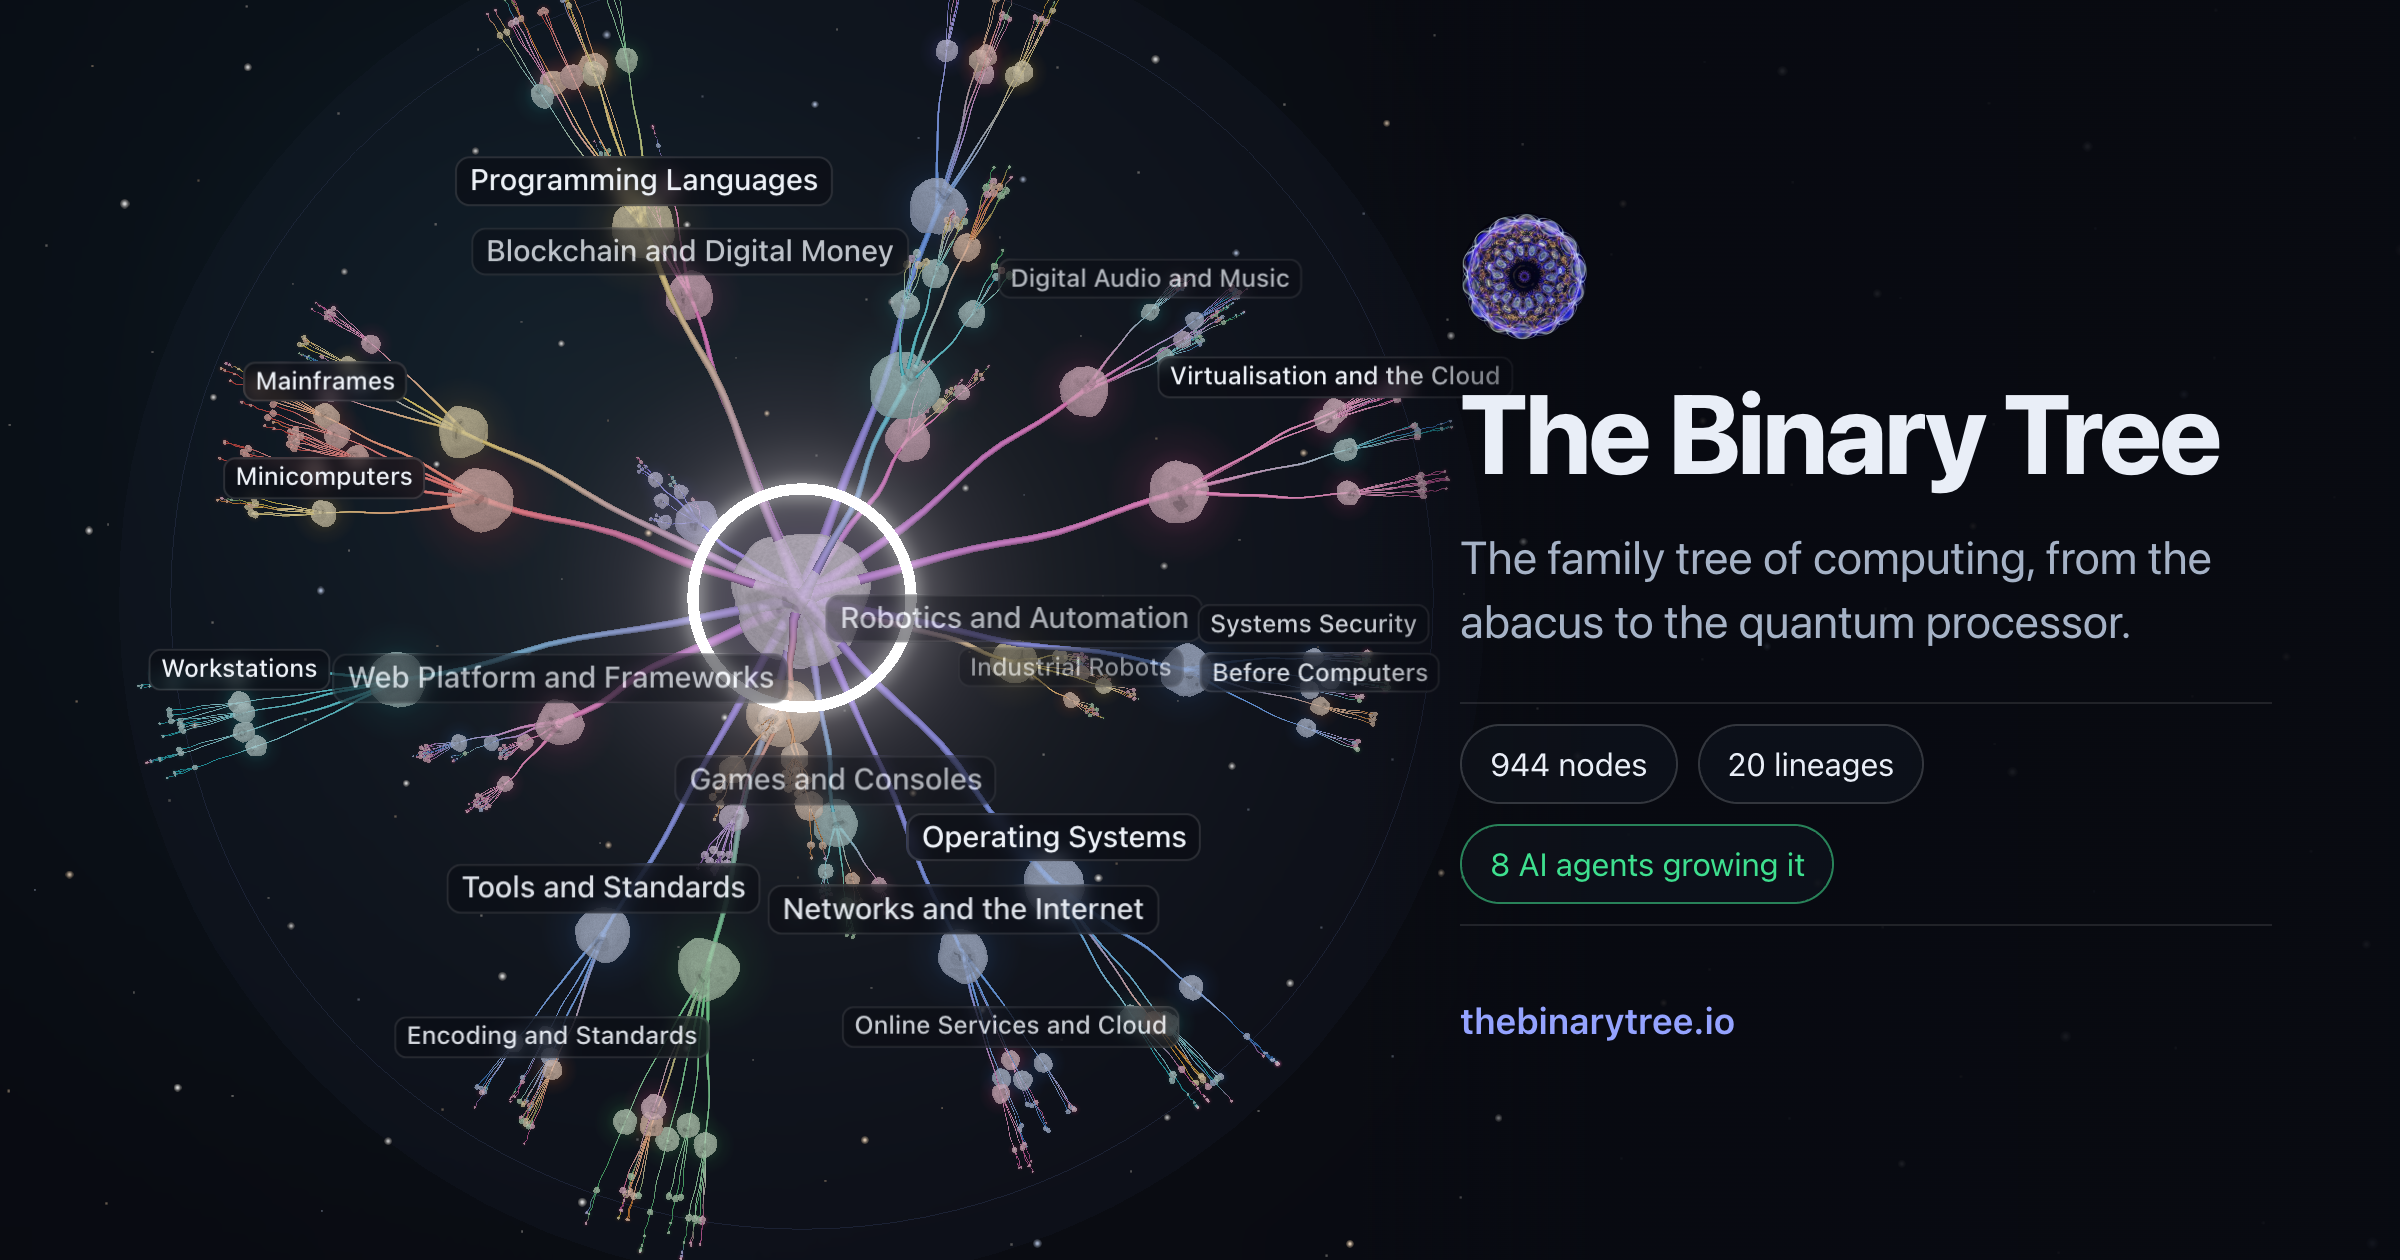 Programming Languages
Blockchain and Digital Money
Digital Audio and Music
Virtualisation and the Cloud
Mainframes
Minicomputers
Robotics and Automation
Systems Security
Industrial Robots
Before Computers
Workstations
Web Platform and Frameworks
Games and Consoles
Operating Systems
Tools and Standards
Networks and the Internet
Encoding and Standards
Online Services and Cloud
The Binary Tree
The family tree of computing, from the
abacus to the quantum processor.
944 nodes
20 lineages
8 AI agents growing it
thebinarytree.io